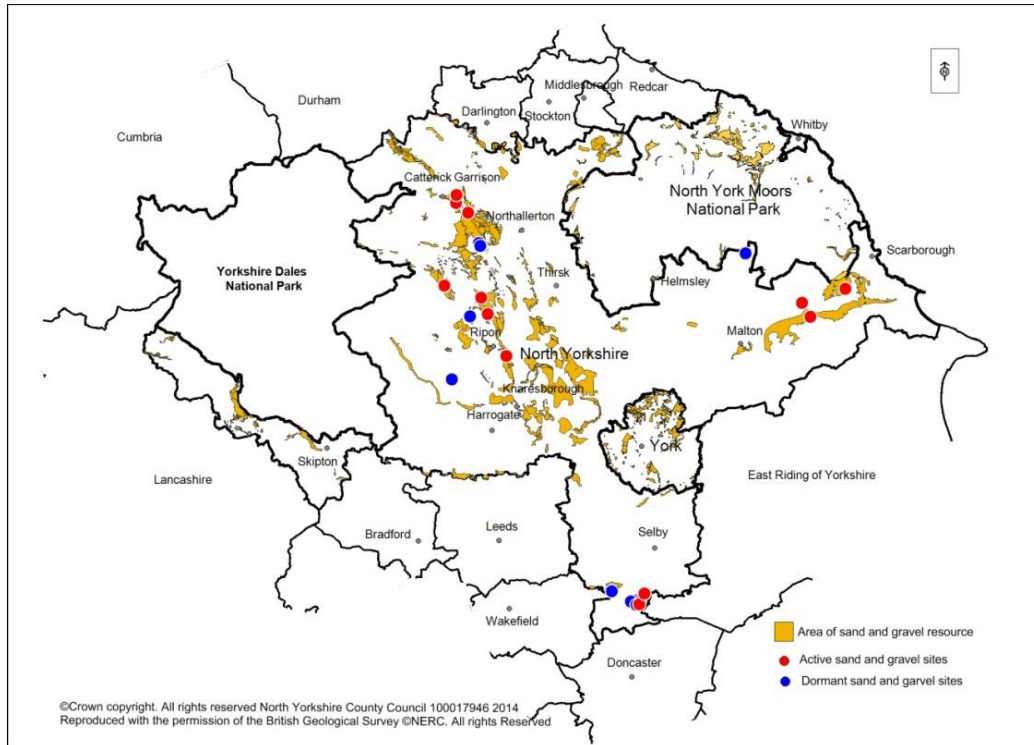 Durham
Cumbria
Middlesborough
Redcar
Darlington
Stockton
Whitby
Catterick Garrison
North York Moors
National Park
Northallerton
Scarborough
Yorkshire Dales
National Park
Thirsk
Helmsley
Malton
Ripon
North Yorkshire
Knaresborough
Harrogate
York
Skipton
Lancashire
East Riding of Yorkshire
Bradford
Leeds
Selby
Wakefield
Doncaster
Area of sand and gravel resource
Active sand and gravel sites
Dormant sand and garvel sites
©Crown copyright. All rights reserved North Yorkshire County Council 100017946 2014
Reproduced with the permission of the British Geological Survey ©NERC. All rights Reserved